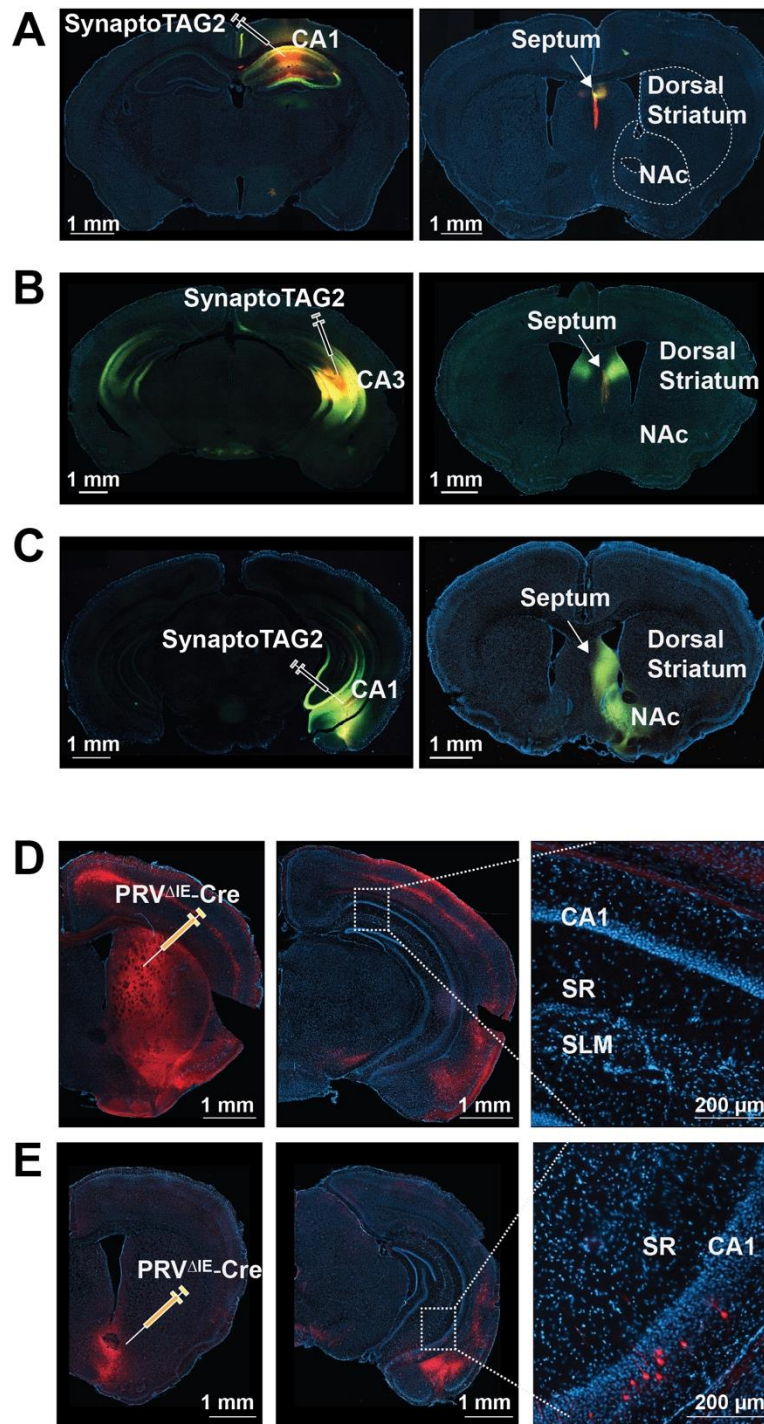 A
SynaptoTAG2
CA1
1 mm
Septum
Dorsal
Striatum
NAc
1 mm
B
SynaptoTAG2
CA3
1 mm
Septum
Dorsal
Striatum
NAc
1 mm
C
SynaptoTAG2
CA1
1 mm
Septum
Dorsal
Striatum
NAc
1 mm
D
PRVΔIE-Cre
1 mm
1 mm
CA1
SR
SLM
200 µm
E
PRVΔIE-Cre
1 mm
1 mm
SR CA1
200 µm